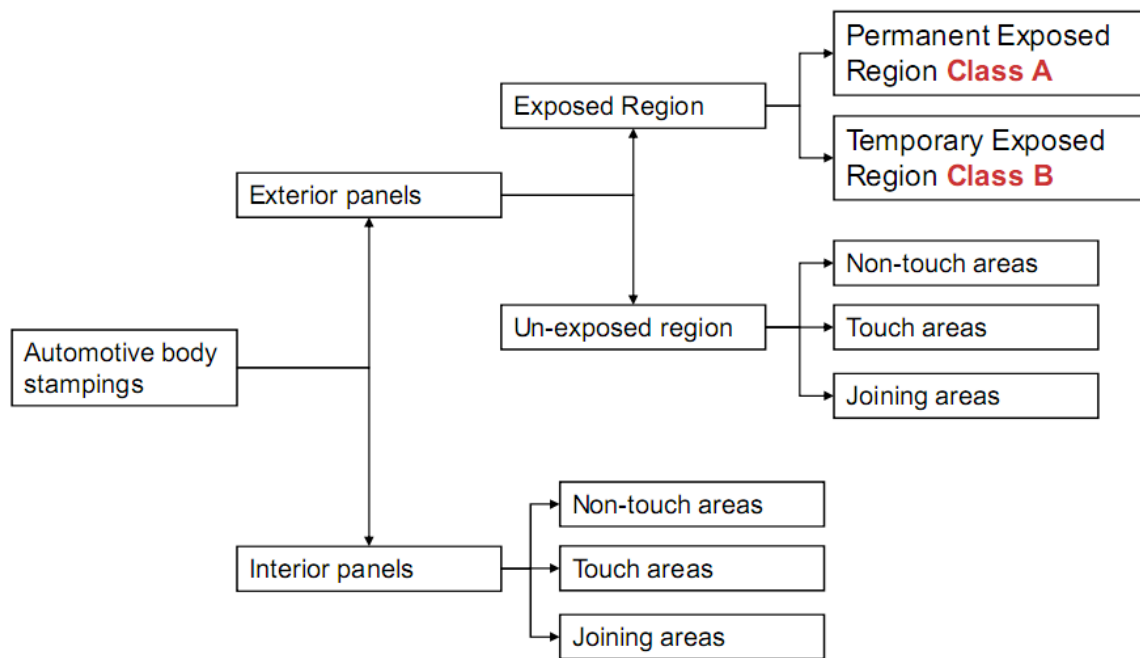 Permanent Exposed
Region Class A
Exposed Region
Temporary Exposed
Region Class B
Exterior panels
Non-touch areas
Un-exposed region
Touch areas
Automotive body
stampings
Joining areas
Non-touch areas
Interior panels
Touch areas
Joining areas